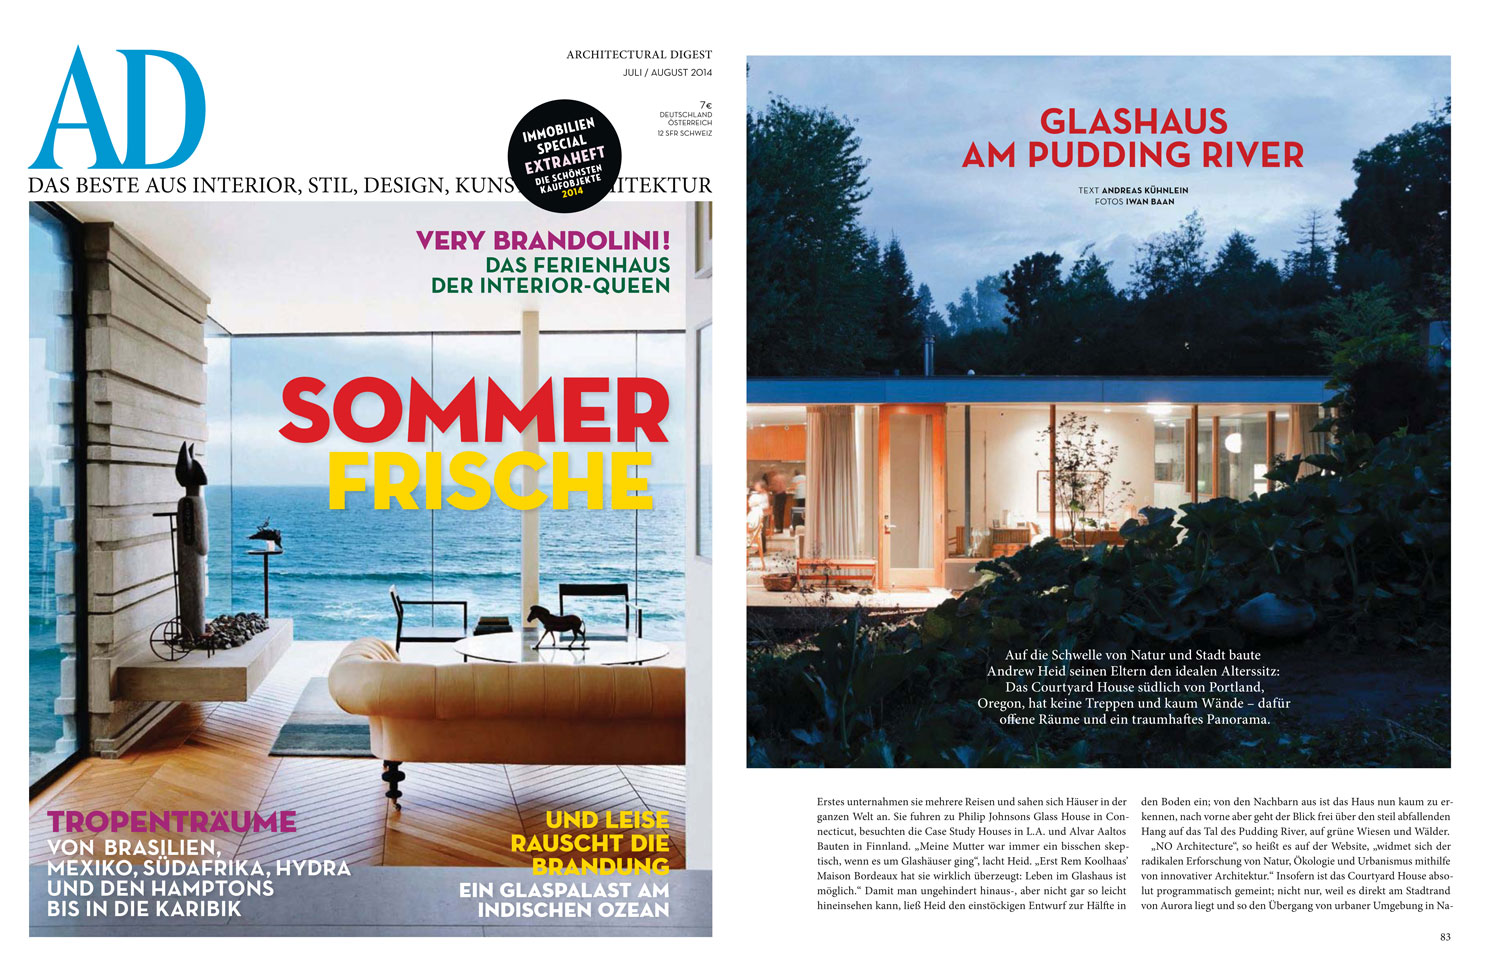 AD
ARCHITECTURAL DIGEST
JULI / AUGUST 2014
7€
DEUTSCHLAND
ÖSTERREICH
12 SFR SCHWEIZ
IMMOBILIEN
SPECIAL
EXTRAHEFT
DIE SCHÖNSTEN
KAUFOBJEKTE
2014
DAS BESTE AUS INTERIOR, STIL, DESIGN, KUNS HITEKTUR
VERY BRANDOLINI!
DAS FERIENHAUS
DER INTERIOR-QUEEN
SOMMER
FRISCHE
TROPENTRÄUME
VON BRASILIEN,
MEXIKO, SÜDAFRIKA, HYDRA
UND DEN HAMPTONS
BIS IN DIE KARIBIK
UND LEISE
RAUSCHT DIE
BRANDUNG
EIN GLASPALAST AM
INDISCHEN OZEAN
GLASHAUS
AM PUDDING RIVER
TEXT ANDREAS KÜHNLEIN
FOTOS IWAN BAAN
Auf die Schwelle von Natur und Stadt baute
Andrew Heid seinen Eltern den idealen Alterssitz:
Das Courtyard House südlich von Portland,
Oregon, hat keine Treppen und kaum Wände – dafür
offene Räume und ein traumhaftes Panorama.
Erstes unternahmen sie mehrere Reisen und sahen sich Häuser in der
ganzen Welt an. Sie fuhren zu Philip Johnsons Glass House in Con-
necticut, besuchten die Case Study Houses in L.A. und Alvar Aaltos
Bauten in Finnland. „Meine Mutter war immer ein bisschen skep-
tisch, wenn es um Glashäuser ging“, lacht Heid. „Erst Rem Koolhaas’
Maison Bordeaux hat sie wirklich überzeugt: Leben im Glashaus ist
möglich.“ Damit man ungehindert hinaus-, aber nicht gar so leicht
hineinsehen kann, ließ Heid den einstöckigen Entwurf zur Hälfte in
den Boden ein; von den Nachbarn aus ist das Haus nun kaum zu er-
kennen, nach vorne aber geht der Blick frei über den steil abfallenden
Hang auf das Tal des Pudding River, auf grüne Wiesen und Wälder.
„NO Architecture“, so heißt es auf der Website, „widmet sich der
radikalen Erforschung von Natur, Ökologie und Urbanismus mithilfe
von innovativer Architektur.“ Insofern ist das Courtyard House abso-
lut programmatisch gemeint; nicht nur, weil es direkt am Stadtrand
von Aurora liegt und so den Übergang von urbaner Umgebung in Na-
83